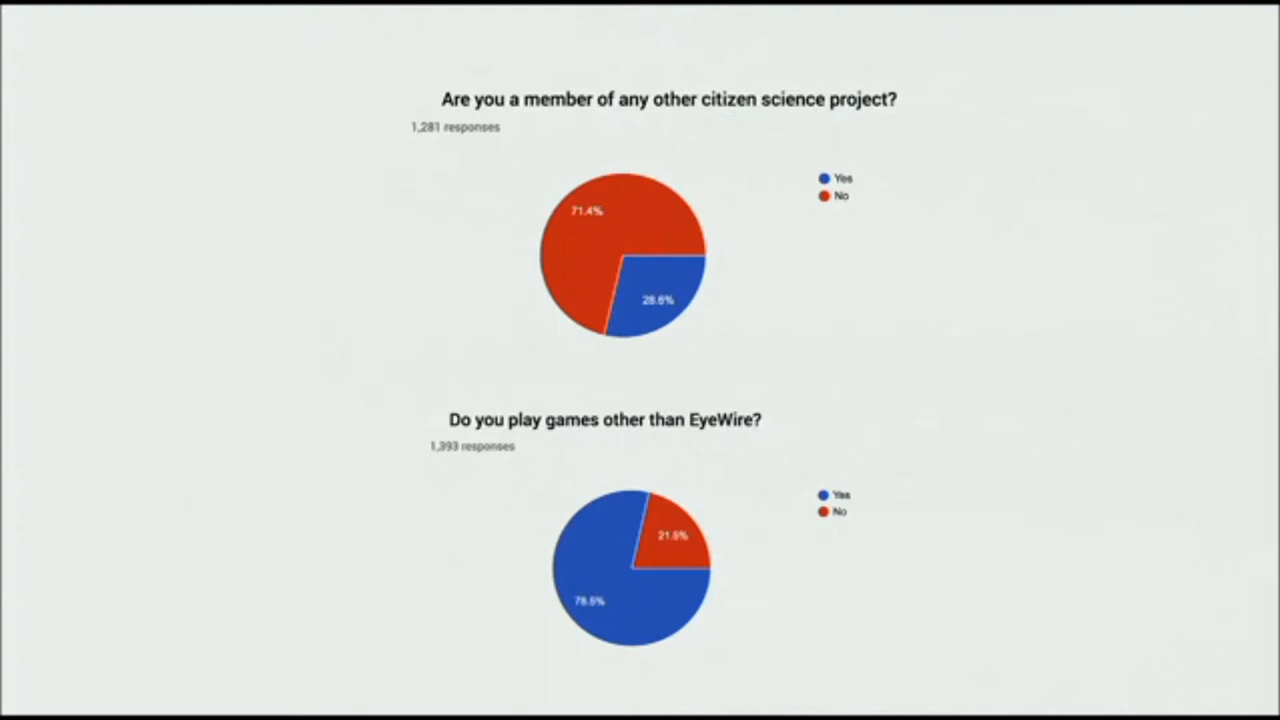 Are you a member of any other citizen science project?
1,281 responses
Yes
No
71.4%
28.6%
Do you play games other than EyeWire?
1,393 responses
Yes
No
21.5%
78.5%